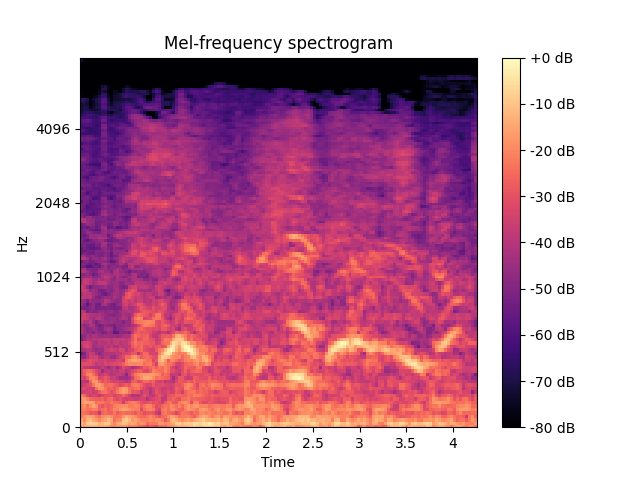 Mel-frequency spectrogram
+0 dB
-10 dB
-20 dB
-30 dB
-40 dB
-50 dB
-60 dB
-70 dB
-80 dB
4096
2048
1024
512
0
Hz
0 0.5 1 1.5 2 2.5 3 3.5 4
Time